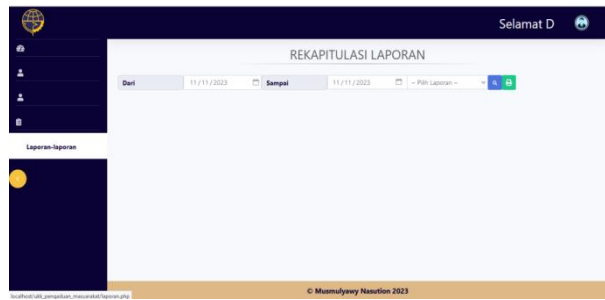 Selamat D
REKAPITULASI LAPORAN
Dari 11/11/2023 Sampai 11/11/2023 -- Pilih Laporan --
Laporan-laporan
© Musmulyawy Nasution 2023
localhost/ukk_pengaduan_masyarakat/laporan.php